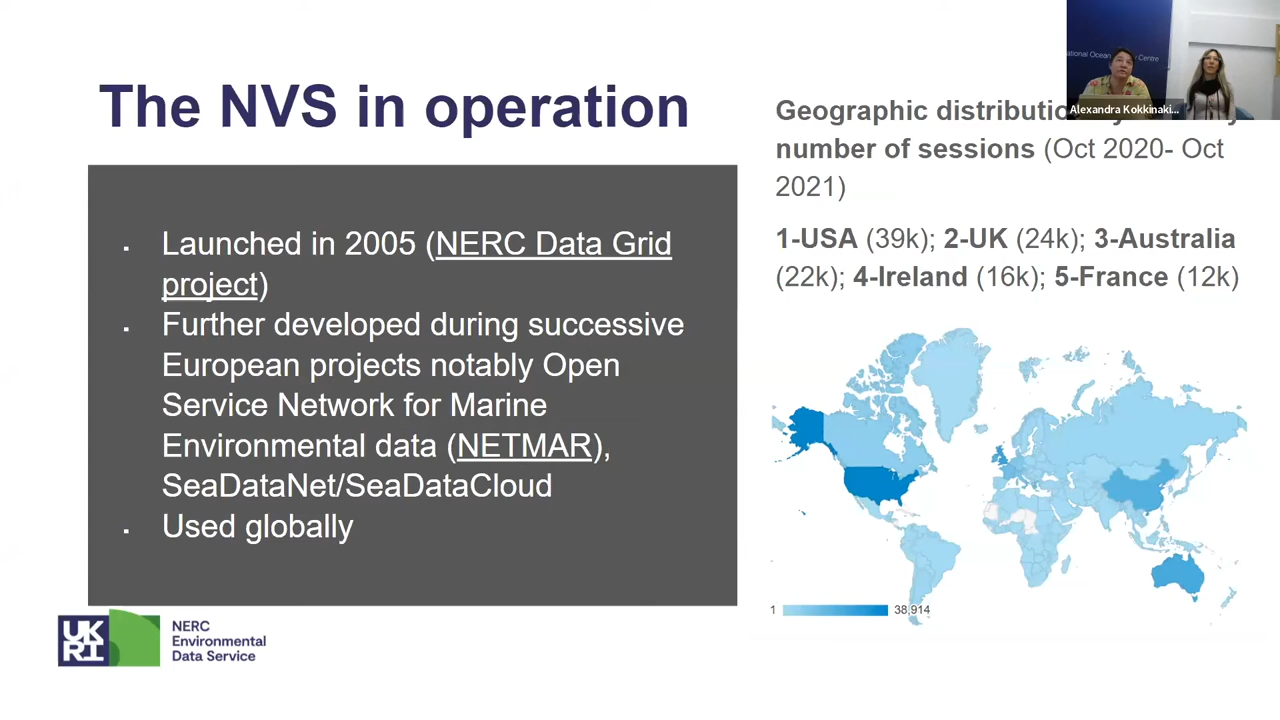 The NVS in operation
Launched in 2005 (NERC Data Grid
project)
Further developed during successive
European projects notably Open
Service Network for Marine
Environmental data (NETMAR),
SeaDataNet/SeaDataCloud
Used globally
Geographic
number of sessions (Oct 2020- Oct
2021)
1-USA (39k); 2-UK (24k); 3-Australia
(22k); 4-Ireland (16k); 5-France (12k)
Centre
Alexandra Kokkinaki...
1
38,914
UK
RI
NERC
Environmental
Data Service